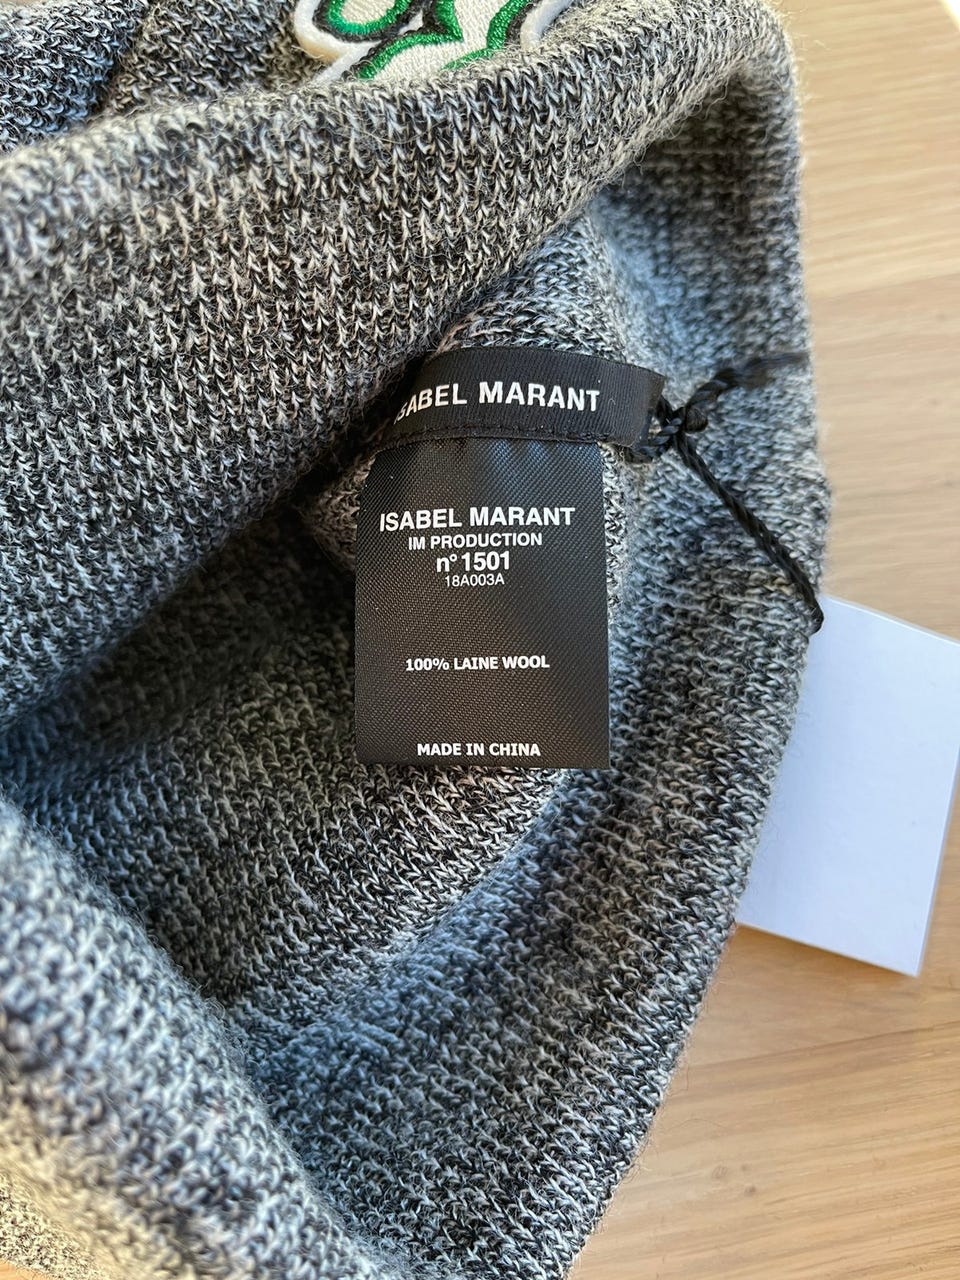 ISABEL MARANT
ISABEL MARANT
IM PRODUCTION
n° 1501
18A003A
100% LAINE WOOL
MADE IN CHINA